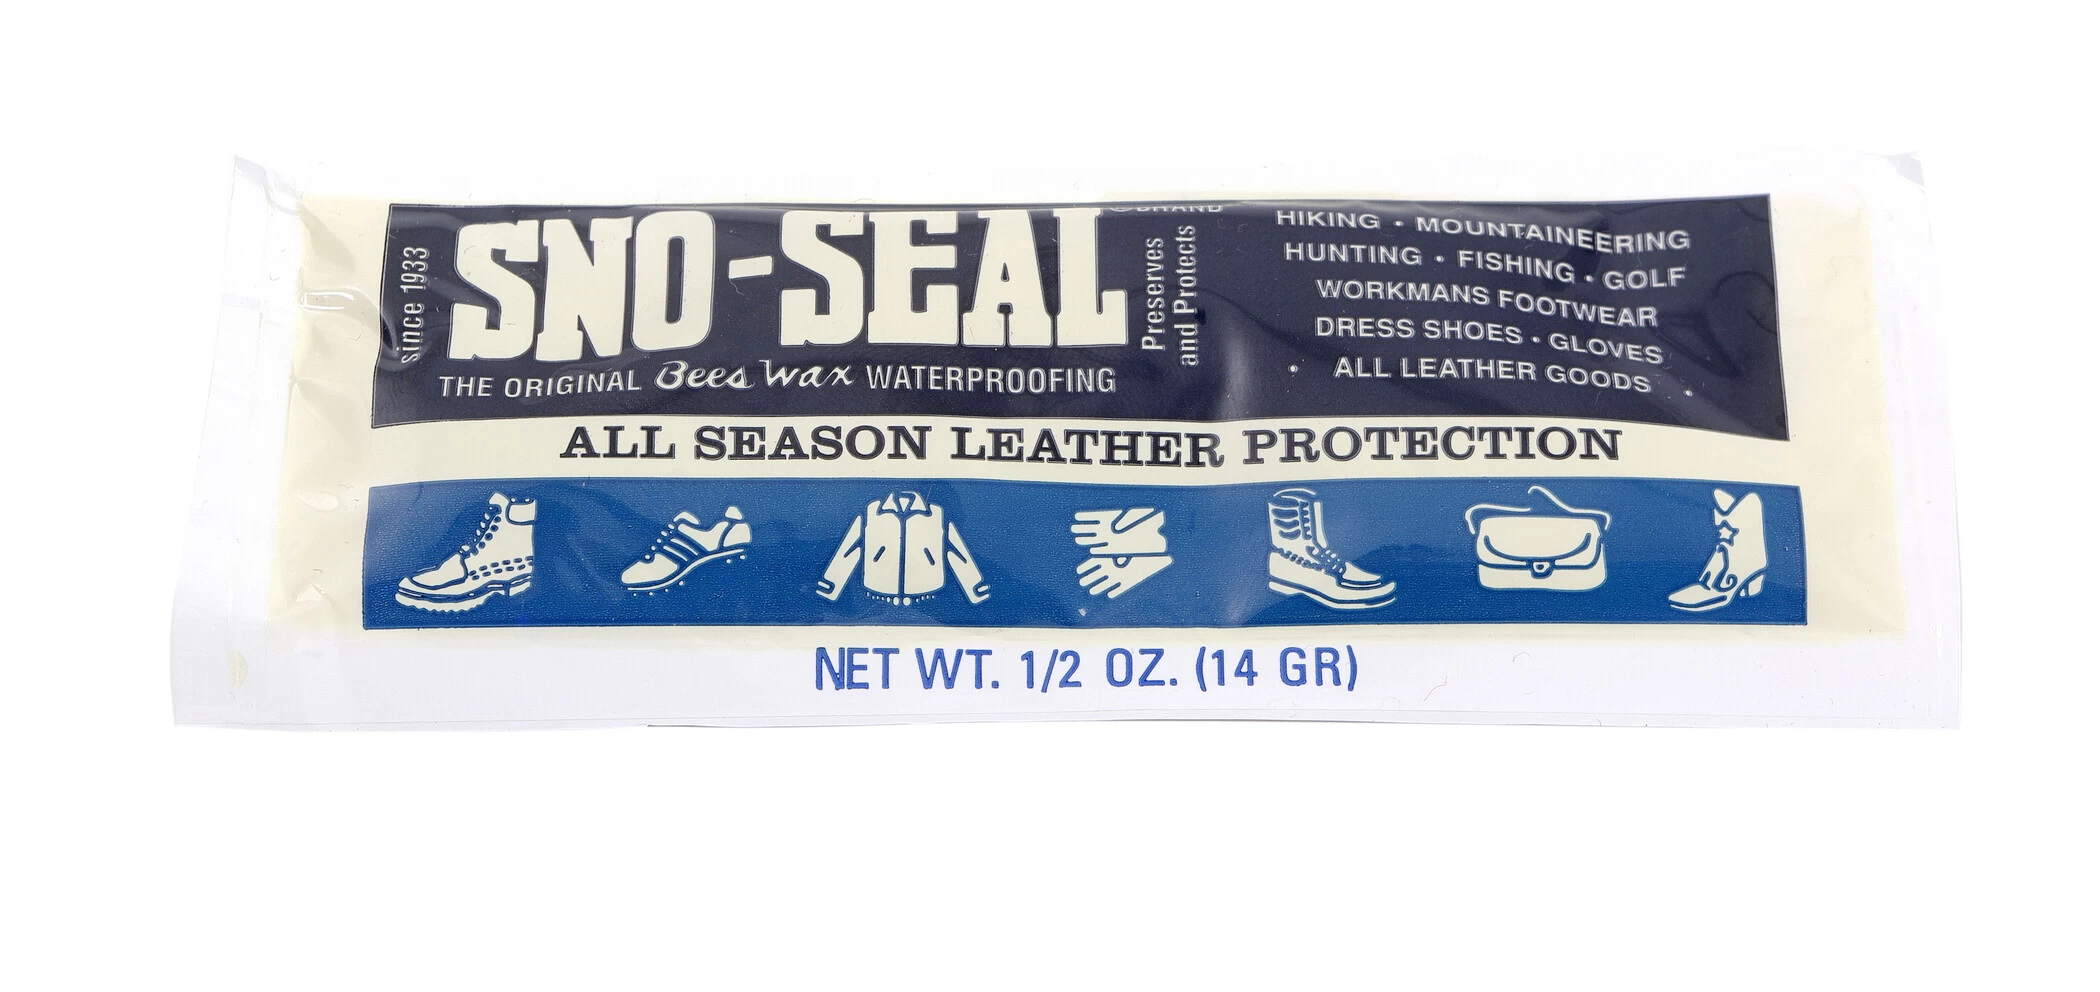 since 1933
SNO-SEAL
® BRAND
Preserves
and Protects
THE ORIGINAL Bees Wax WATERPROOFING
HIKING • MOUNTAINEERING
HUNTING • FISHING • GOLF
WORKMANS FOOTWEAR
DRESS SHOES • GLOVES
• ALL LEATHER GOODS •
ALL SEASON LEATHER PROTECTION
NET WT. 1/2 OZ. (14 GR)